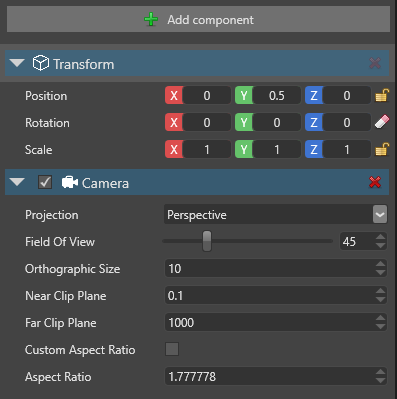 Add component
Transform
Position X 0 Y 0.5 Z 0
Rotation X 0 Y 0 Z 0
Scale X 1 Y 1 Z 1
Camera
Projection Perspective
Field Of View 45
Orthographic Size 10
Near Clip Plane 0.1
Far Clip Plane 1000
Custom Aspect Ratio
Aspect Ratio 1.777778